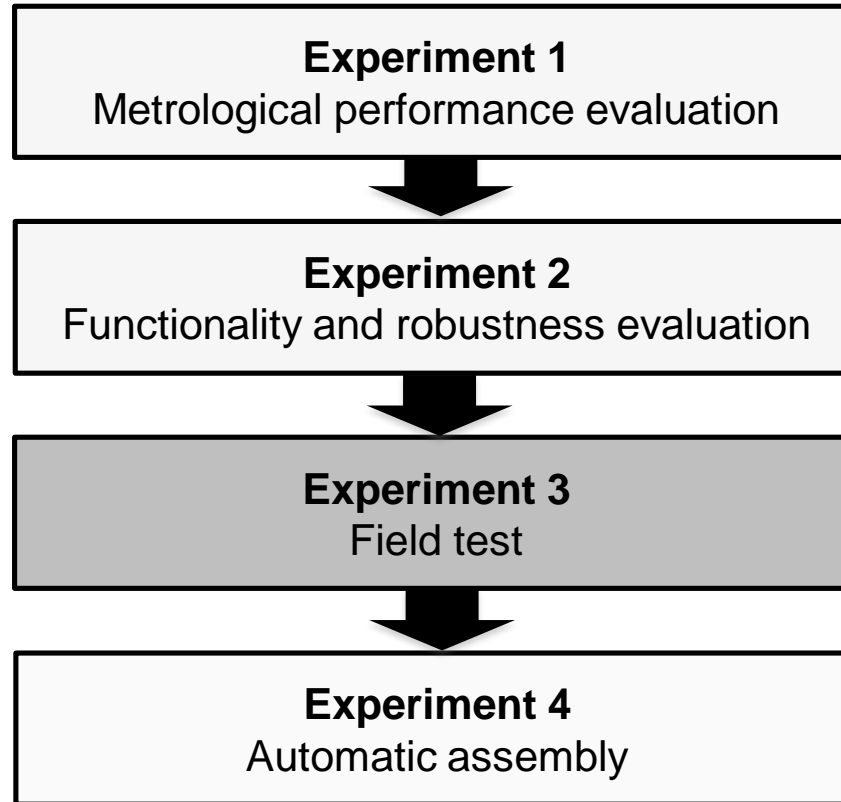 Experiment 1
Metrological performance evaluation
Experiment 2
Functionality and robustness evaluation
Experiment 3
Field test
Experiment 4
Automatic assembly